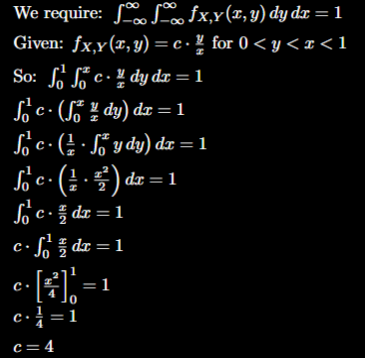 We require: ∫_{-∞}^{∞} ∫_{-∞}^{∞} f_{X,Y}(x, y) dy dx = 1
Given: f_{X,Y}(x, y) = c · y/x for 0 < y < x < 1
So: ∫_0^1 ∫_0^x c · y/x dy dx = 1
∫_0^1 c · (∫_0^x y/x dy) dx = 1
∫_0^1 c · (1/x · ∫_0^x y dy) dx = 1
∫_0^1 c · (1/x · x²/2) dx = 1
∫_0^1 c · x/2 dx = 1
c · ∫_0^1 x/2 dx = 1
c · [x²/4]_0^1 = 1
c · 1/4 = 1
c = 4